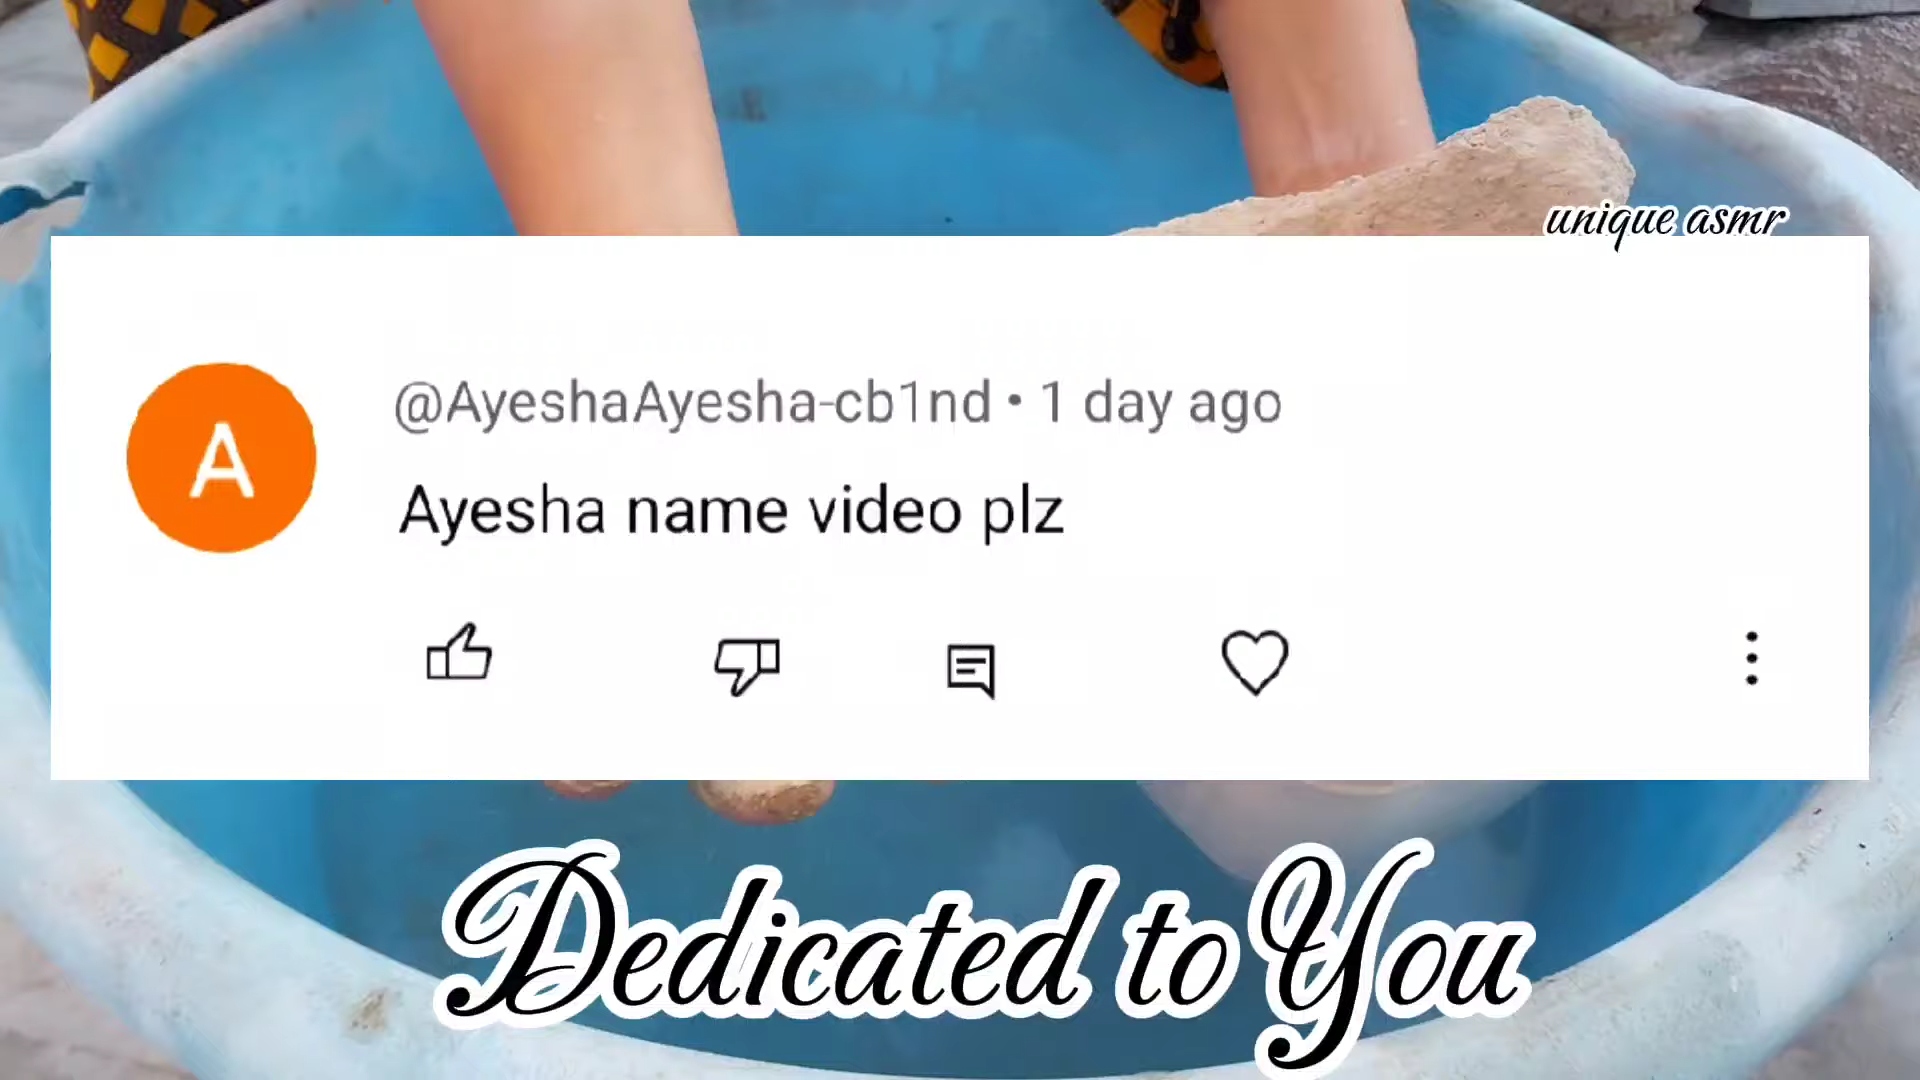 unique asmr
A
@AyeshaAyesha-cb1nd • 1 day ago
Ayesha name video plz
Dedicated to You